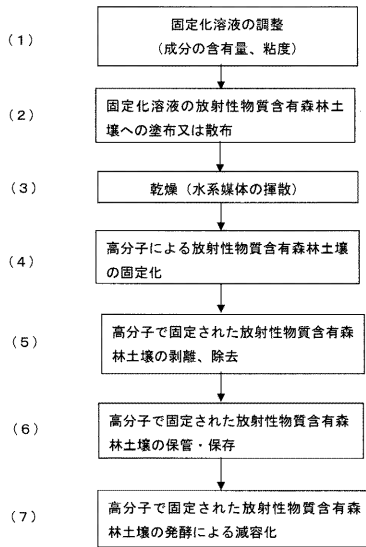 (1)
固定化溶液の調整
(成分の含有量、粘度)
(2)
固定化溶液の放射性物質含有森林土
壌への塗布又は散布
(3)
乾燥(水系媒体の揮散)
(4)
高分子による放射性物質含有森林土壌
の固定化
(5)
高分子で固定された放射性物質含有森
林土壌の剥離、除去
(6)
高分子で固定された放射性物質含有森
林土壌の保管・保存
(7)
高分子で固定された放射性物質含有森
林土壌の発酵による減容化